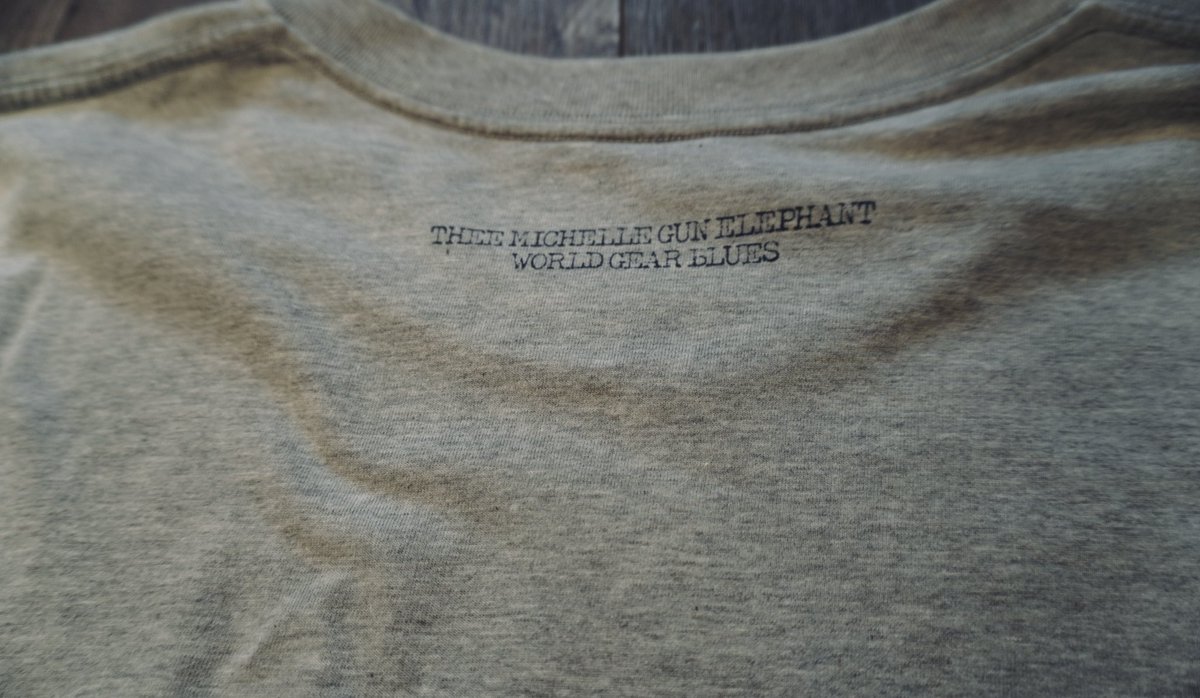 THEE MICHELLE GUN ELEPHANT
WORLD GEAR BLUES